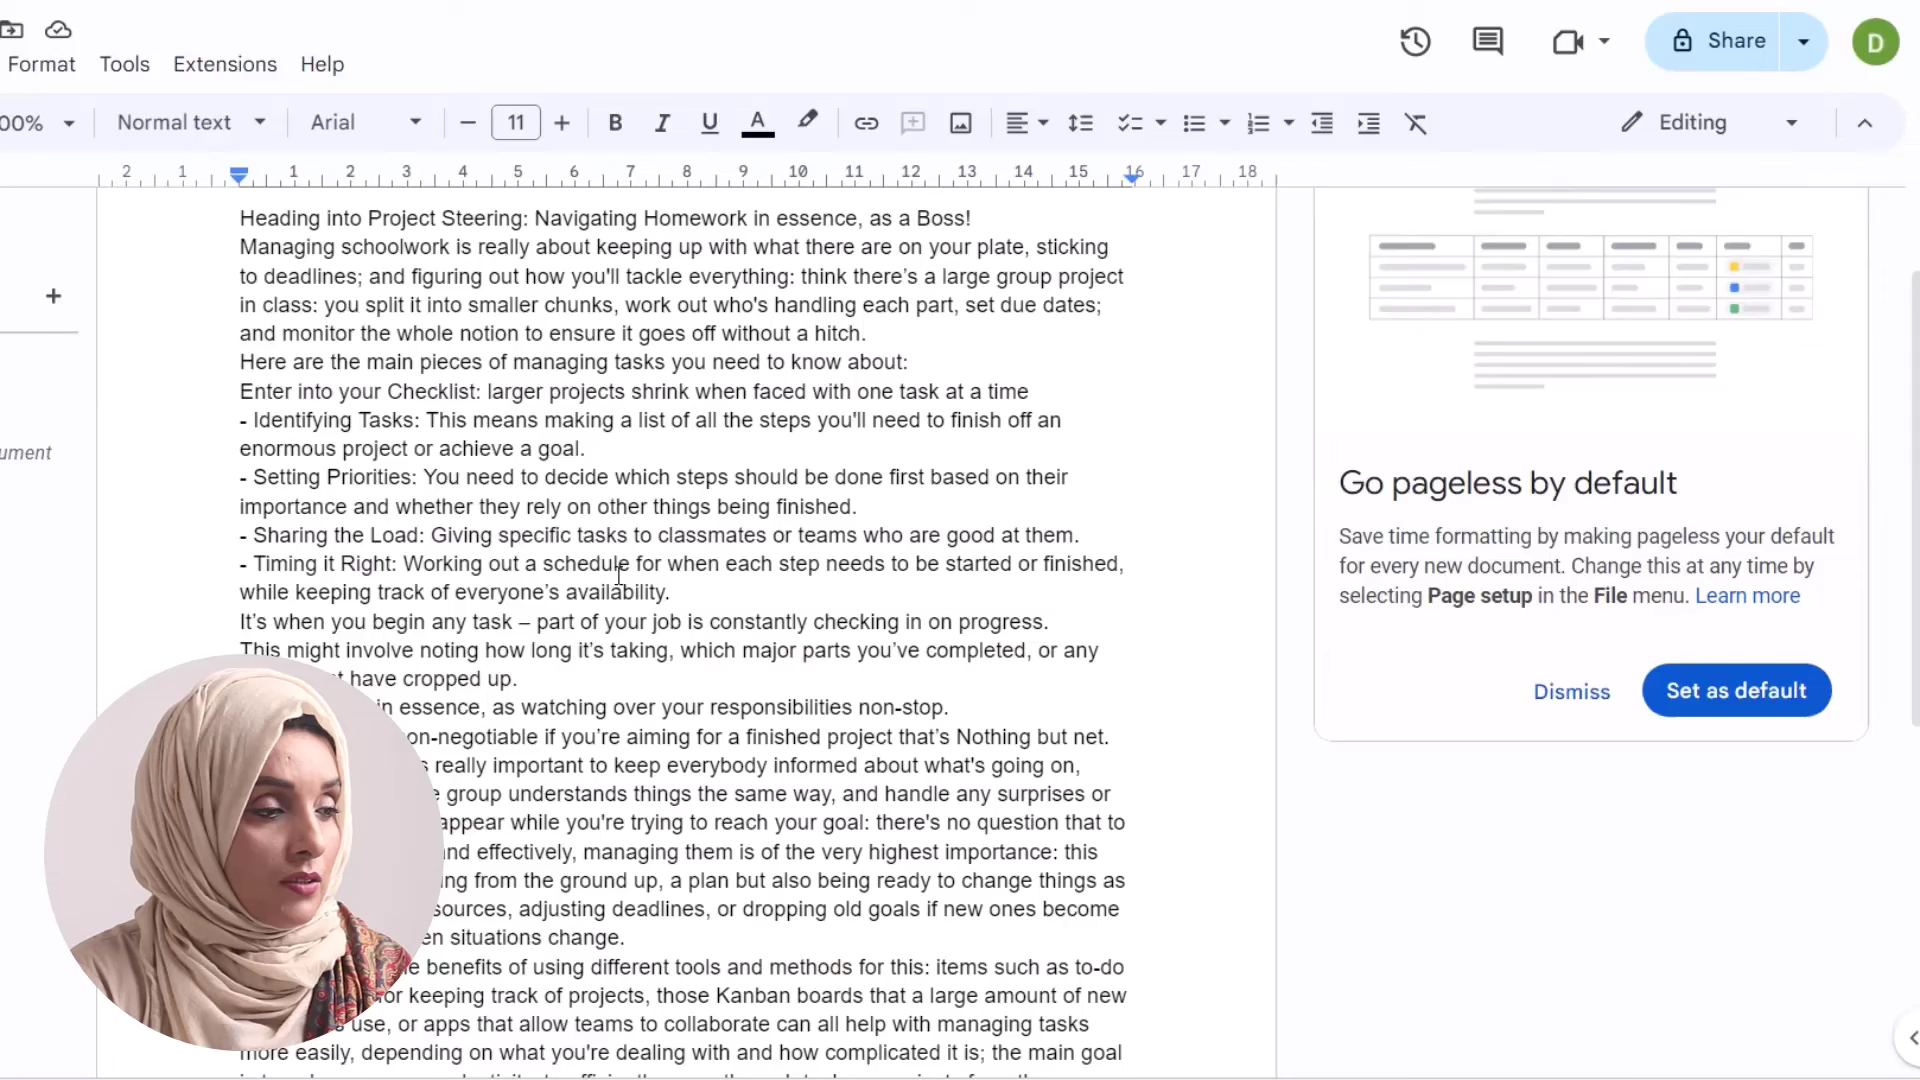 Format Tools Extensions Help
Share
D
00% Normal text Arial 11 Editing
2 1 1 2 3 4 5 6 7 8 9 10 11 12 13 14 15 16 17 18
Heading into Project Steering: Navigating Homework in essence, as a Boss!
Managing schoolwork is really about keeping up with what there are on your plate, sticking
to deadlines; and figuring out how you'll tackle everything: think there’s a large group project
in class: you split it into smaller chunks, work out who's handling each part, set due dates;
and monitor the whole notion to ensure it goes off without a hitch.
Here are the main pieces of managing tasks you need to know about:
Enter into your Checklist: larger projects shrink when faced with one task at a time
- Identifying Tasks: This means making a list of all the steps you'll need to finish off an
enormous project or achieve a goal.
- Setting Priorities: You need to decide which steps should be done first based on their
importance and whether they rely on other things being finished.
- Sharing the Load: Giving specific tasks to classmates or teams who are good at them.
- Timing it Right: Working out a schedule for when each step needs to be started or finished,
while keeping track of everyone’s availability.
It’s when you begin any task – part of your job is constantly checking in on progress.
This might involve noting how long it’s taking, which major parts you’ve completed, or any
have cropped up.
in essence, as watching over your responsibilities non-stop.
on-negotiable if you’re aiming for a finished project that’s Nothing but net.
really important to keep everybody informed about what's going on,
group understands things the same way, and handle any surprises or
appear while you're trying to reach your goal: there's no question that to
nd effectively, managing them is of the very highest importance: this
ng from the ground up, a plan but also being ready to change things as
sources, adjusting deadlines, or dropping old goals if new ones become
en situations change.
benefits of using different tools and methods for this: items such as to-do
or keeping track of projects, those Kanban boards that a large amount of new
use, or apps that allow teams to collaborate can all help with managing tasks
more easily, depending on what you're dealing with and how complicated it is; the main goal
ument
Go pageless by default
Save time formatting by making pageless your default
for every new document. Change this at any time by
selecting Page setup in the File menu. Learn more
Dismiss Set as default